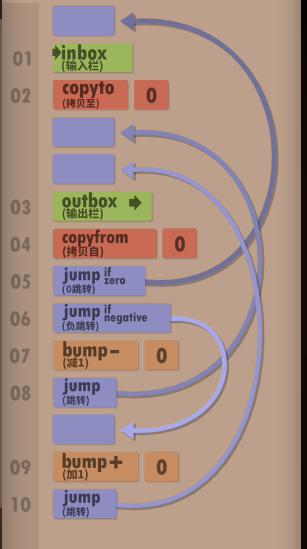 01 inbox
(输入栏)
02 copyto 0
(拷贝至)
03 outbox
(输出栏)
04 copyfrom 0
(拷贝自)
05 jump if zero
(0跳转)
06 jump if negative
(负跳转)
07 bump- 0
(减1)
08 jump
(跳转)
09 bump+ 0
(加1)
10 jump
(跳转)